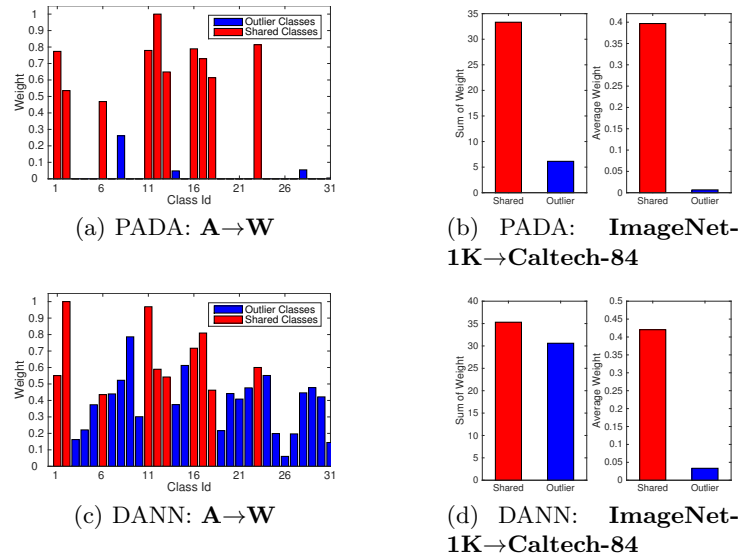 1
0.9
0.8
0.7
0.6
0.5
0.4
0.3
0.2
0.1
0
Weight
Outlier Classes
Shared Classes
1 6 11 16 21 26 31
Class Id
(a) PADA: A→W
35
30
25
20
15
10
5
0
Sum of Weight
Shared Outlier
0.4
0.35
0.3
0.25
0.2
0.15
0.1
0.05
0
Average Weight
Shared Outlier
(b) PADA: ImageNet-
1K→Caltech-84
1
0.9
0.8
0.7
0.6
0.5
0.4
0.3
0.2
0.1
0
Weight
Outlier Classes
Shared Classes
1 6 11 16 21 26 31
Class Id
(c) DANN: A→W
40
35
30
25
20
15
10
5
0
Sum of Weight
Shared Outlier
0.5
0.45
0.4
0.35
0.3
0.25
0.2
0.15
0.1
0.05
0
Average Weight
Shared Outlier
(d) DANN: ImageNet-
1K→Caltech-84